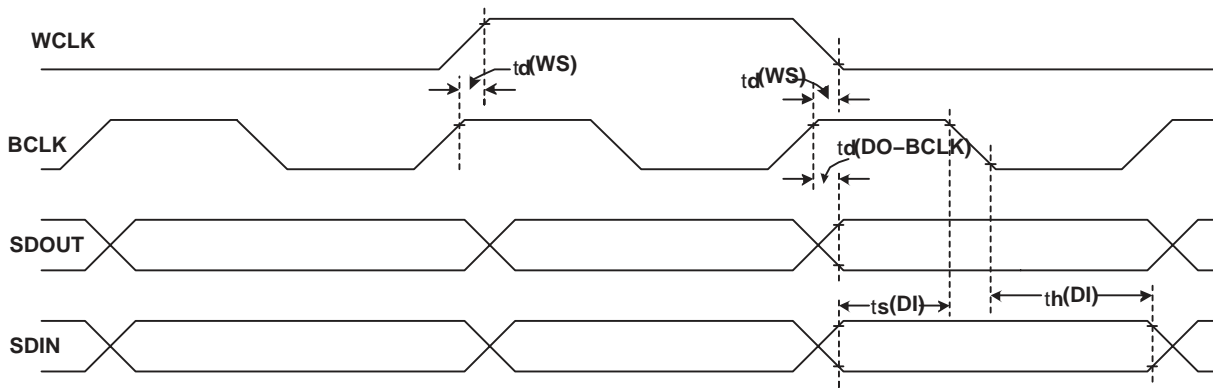 WCLK
td(WS)
td(WS)
BCLK
td(DO–BCLK)
SDOUT
ts(DI)
th(DI)
SDIN